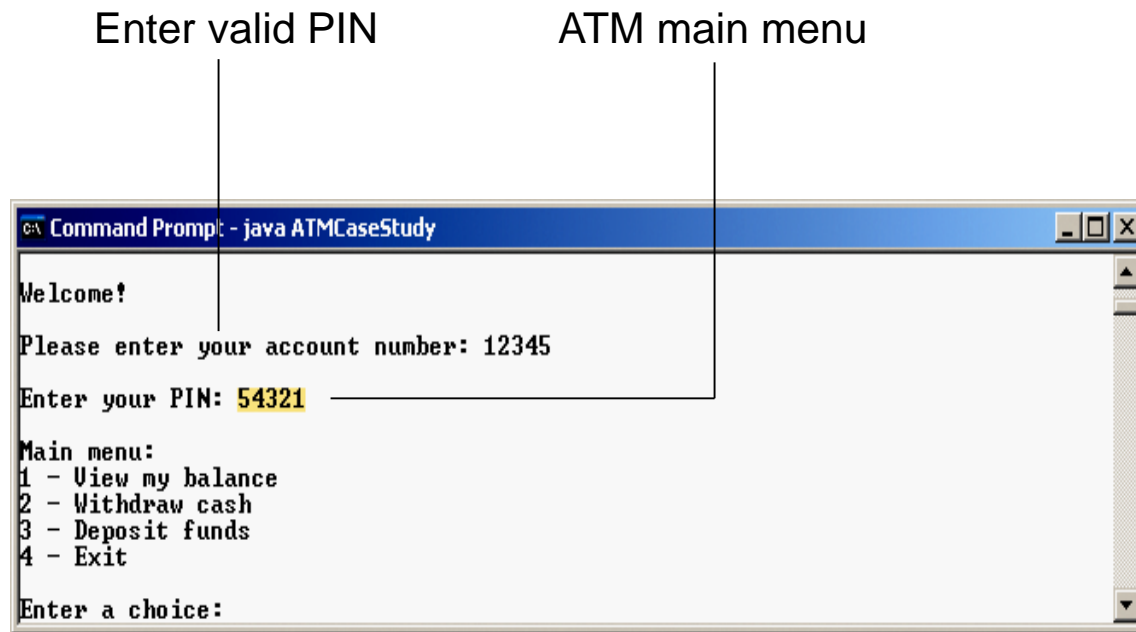 Enter valid PIN ATM main menu
Command Prompt - java ATMCaseStudy
Welcome!
Please enter your account number: 12345
Enter your PIN: 54321
Main menu:
1 - View my balance
2 - Withdraw cash
3 - Deposit funds
4 - Exit
Enter a choice: